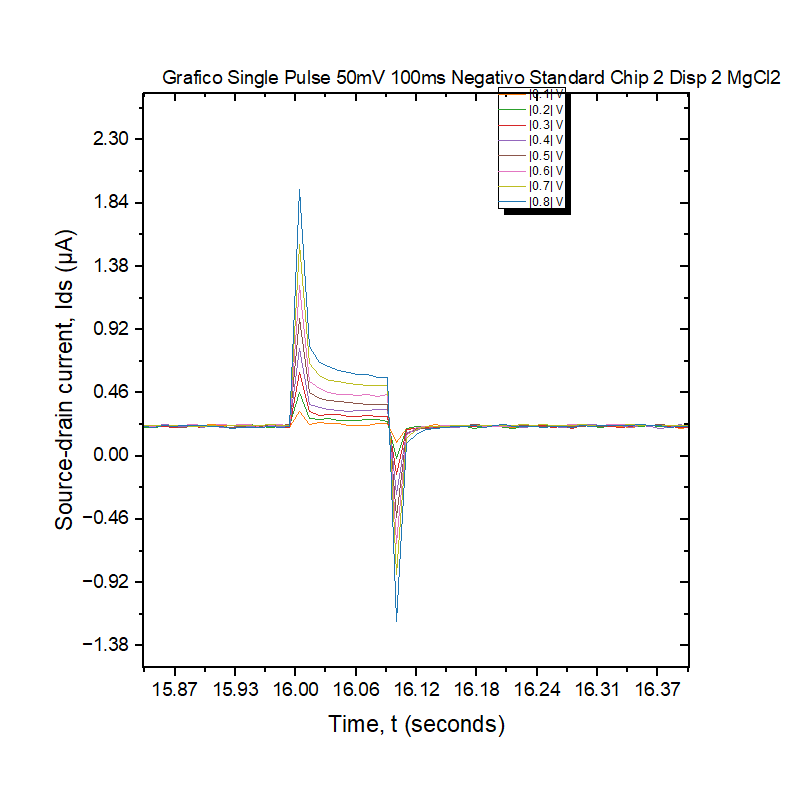 Grafico Single Pulse 50mV 100ms Negativo Standard Chip 2 Disp 2 MgCl2
|0.1| V
|0.2| V
|0.3| V
|0.4| V
|0.5| V
|0.6| V
|0.7| V
|0.8| V
2.30
1.84
1.38
0.92
0.46
0.00
−0.46
−0.92
−1.38
Source-drain current, Ids (µA)
15.87 15.93 16.00 16.06 16.12 16.18 16.24 16.31 16.37
Time, t (seconds)